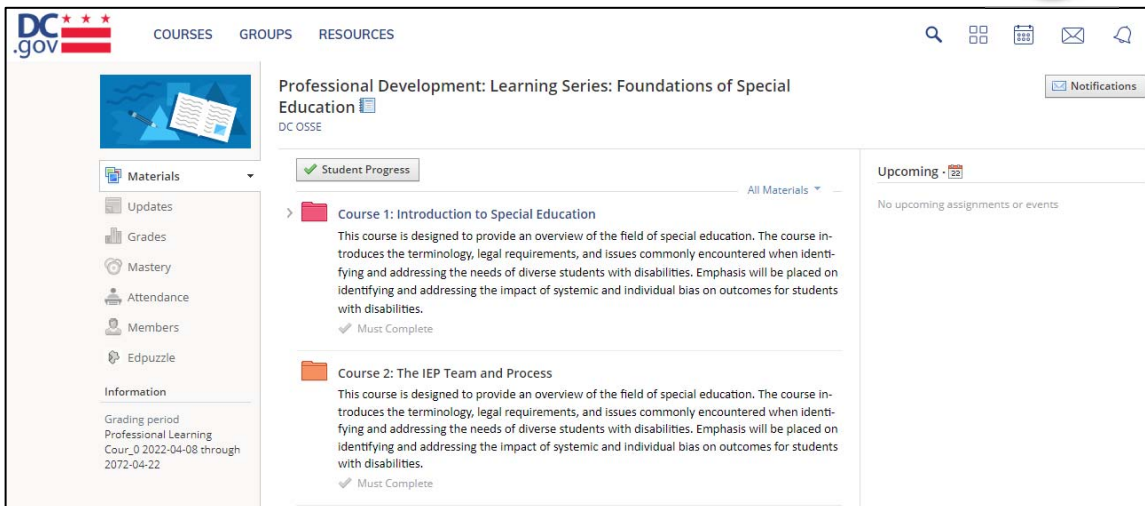 DC
.gov
COURSES GROUPS RESOURCES
Professional Development: Learning Series: Foundations of Special
Education
DC OSSE
Notifications
Materials
Updates
Grades
Mastery
Attendance
Members
Edpuzzle
Information
Grading period
Professional Learning
Cour_0 2022-04-08 through
2072-04-22
Student Progress
All Materials
Course 1: Introduction to Special Education
This course is designed to provide an overview of the field of special education. The course in-
troduces the terminology, legal requirements, and issues commonly encountered when identi-
fying and addressing the needs of diverse students with disabilities. Emphasis will be placed on
identifying and addressing the impact of systemic and individual bias on outcomes for students
with disabilities.
Must Complete
Course 2: The IEP Team and Process
This course is designed to provide an overview of the field of special education. The course in-
troduces the terminology, legal requirements, and issues commonly encountered when identi-
fying and addressing the needs of diverse students with disabilities. Emphasis will be placed on
identifying and addressing the impact of systemic and individual bias on outcomes for students
with disabilities.
Must Complete
Upcoming · 22
No upcoming assignments or events